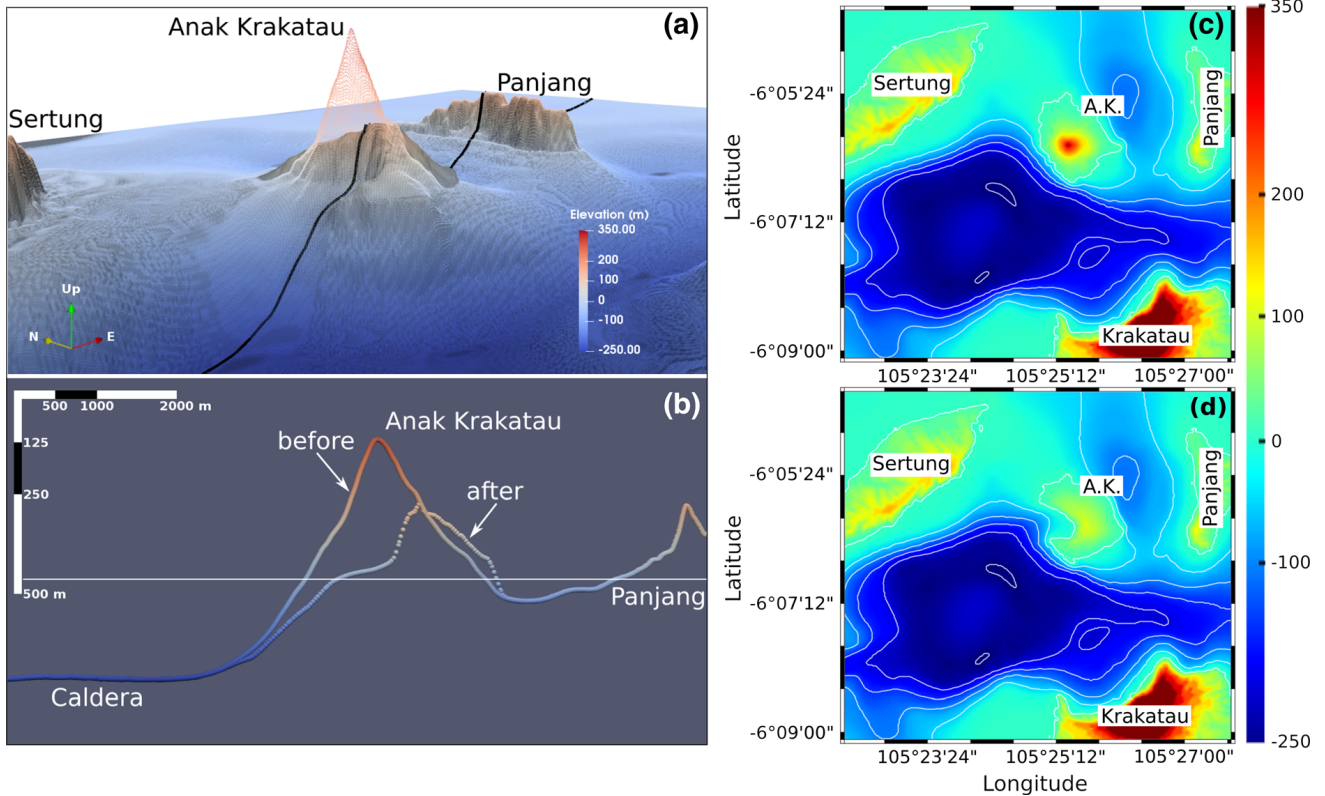 (a)
Anak Krakatau
Panjang
Sertung
Elevation (m)
350.00
200
100
0
-100
-250.00
Up
N
E
(b)
500 1000 2000 m
125
250
500 m
Anak Krakatau
before
after
Panjang
Caldera
(c)
Sertung
A.K.
Panjang
Krakatau
Latitude
-6°05'24"
-6°07'12"
-6°09'00"
105°23'24" 105°25'12" 105°27'00"
(d)
Sertung
A.K.
Panjang
Krakatau
Latitude
-6°05'24"
-6°07'12"
-6°09'00"
105°23'24" 105°25'12" 105°27'00"
Longitude
350
200
100
0
-100
-250